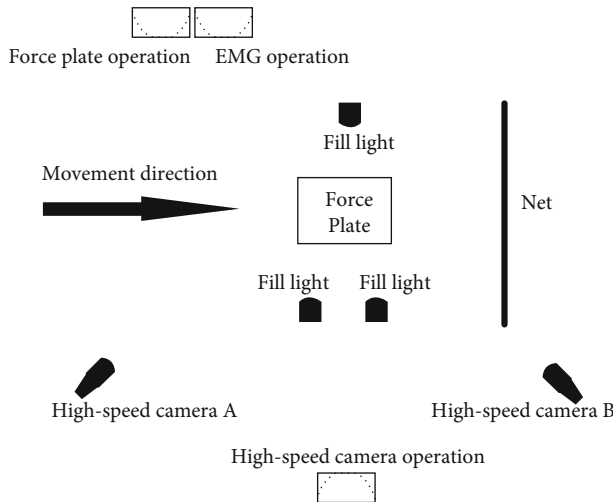 Force plate operation
EMG operation
Fill light
Movement direction
Force
Plate
Net
Fill light
Fill light
High-speed camera A
High-speed camera B
High-speed camera operation